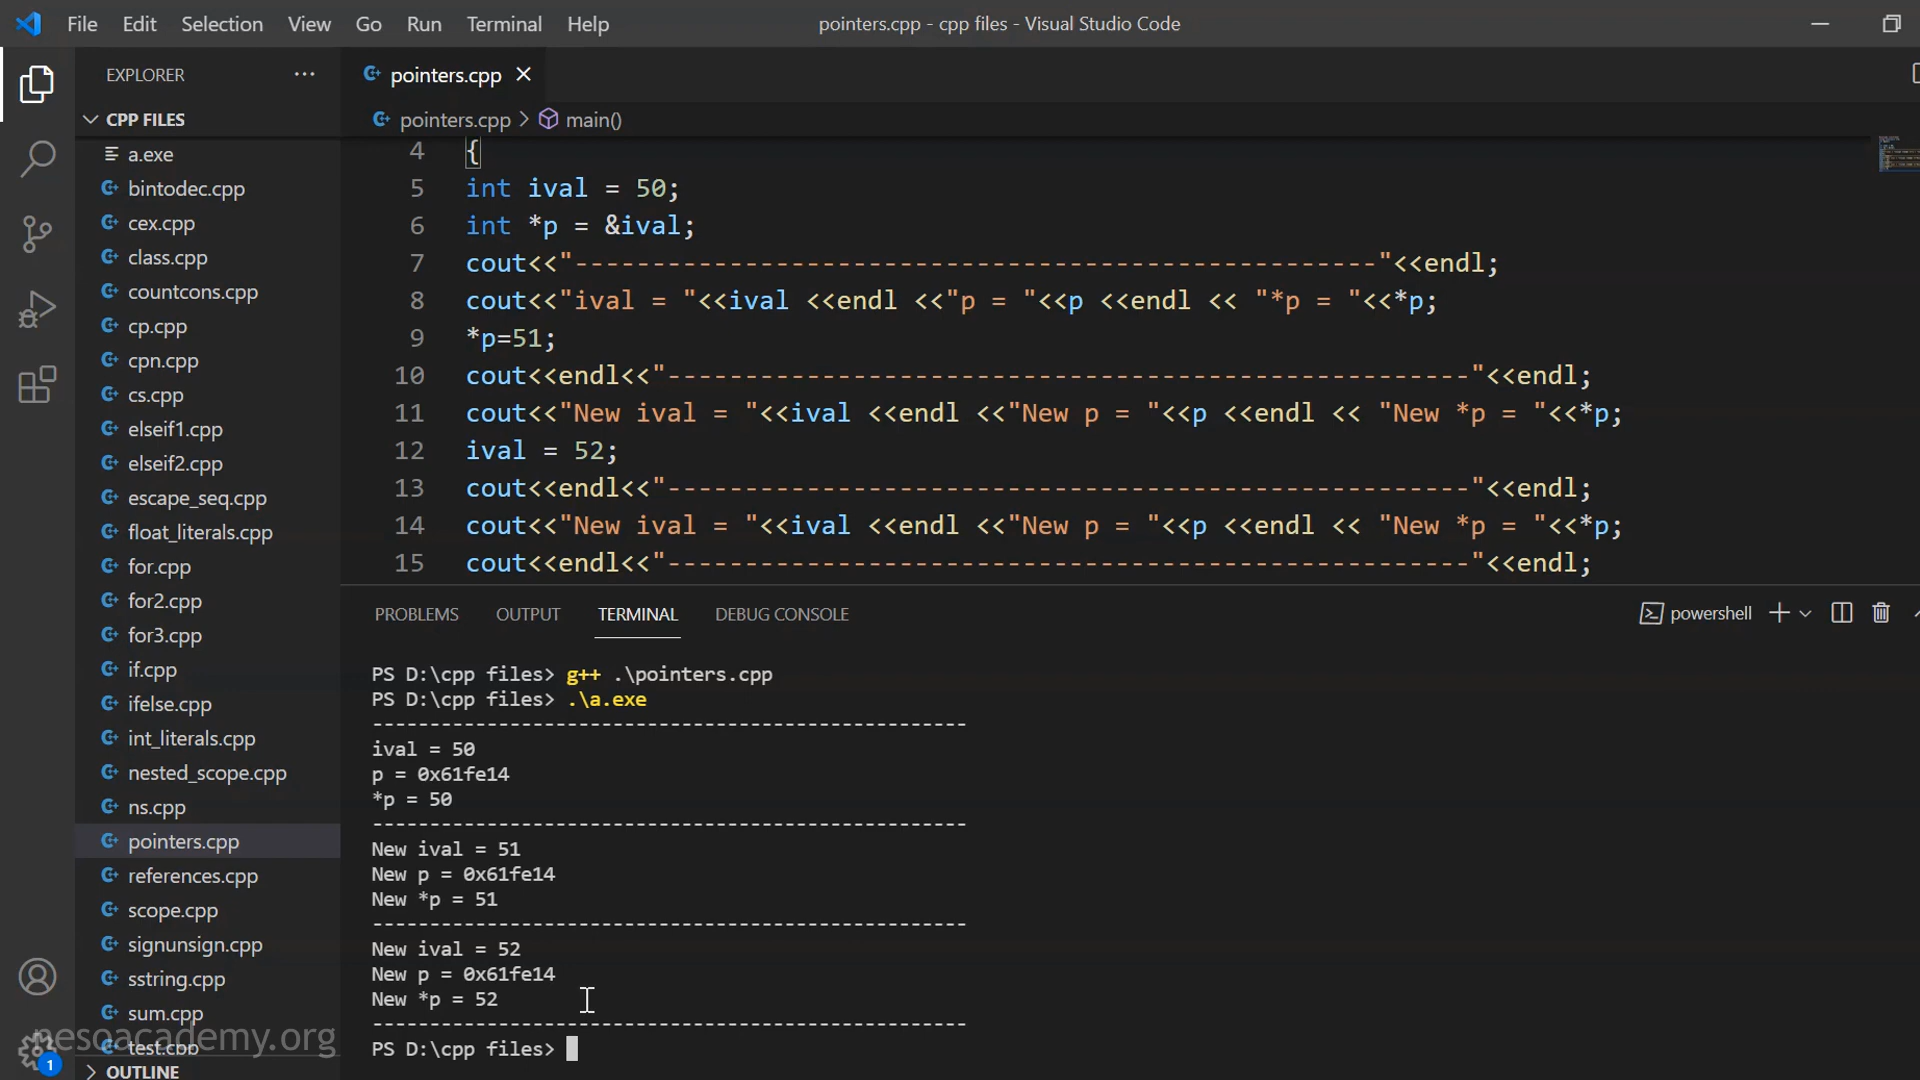 File Edit Selection View Go Run Terminal Help pointers.cpp - cpp files - Visual Studio Code
EXPLORER ···
CPP FILES
a.exe
bintodec.cpp
cex.cpp
class.cpp
countcons.cpp
cp.cpp
cpn.cpp
cs.cpp
elseif1.cpp
elseif2.cpp
escape_seq.cpp
float_literals.cpp
for.cpp
for2.cpp
for3.cpp
if.cpp
ifelse.cpp
int_literals.cpp
nested_scope.cpp
ns.cpp
pointers.cpp
references.cpp
scope.cpp
signunsign.cpp
sstring.cpp
sum.cpp
test.cpp
OUTLINE
1
nesoacademy.org
pointers.cpp
pointers.cpp > main()
4 {
5 int ival = 50;
6 int *p = &ival;
7 cout<<"----------------------------------------------------"<<endl;
8 cout<<"ival = "<<ival <<endl <<"p = "<<p <<endl << "*p = "<<*p;
9 *p=51;
10 cout<<endl<<"----------------------------------------------------"<<endl;
11 cout<<"New ival = "<<ival <<endl <<"New p = "<<p <<endl << "New *p = "<<*p;
12 ival = 52;
13 cout<<endl<<"----------------------------------------------------"<<endl;
14 cout<<"New ival = "<<ival <<endl <<"New p = "<<p <<endl << "New *p = "<<*p;
15 cout<<endl<<"----------------------------------------------------"<<endl;
PROBLEMS OUTPUT TERMINAL DEBUG CONSOLE powershell
PS D:\cpp files> g++ .\pointers.cpp
PS D:\cpp files> .\a.exe
----------------------------------------------------
ival = 50
p = 0x61fe14
*p = 50
----------------------------------------------------
New ival = 51
New p = 0x61fe14
New *p = 51
----------------------------------------------------
New ival = 52
New p = 0x61fe14
New *p = 52
----------------------------------------------------
PS D:\cpp files>